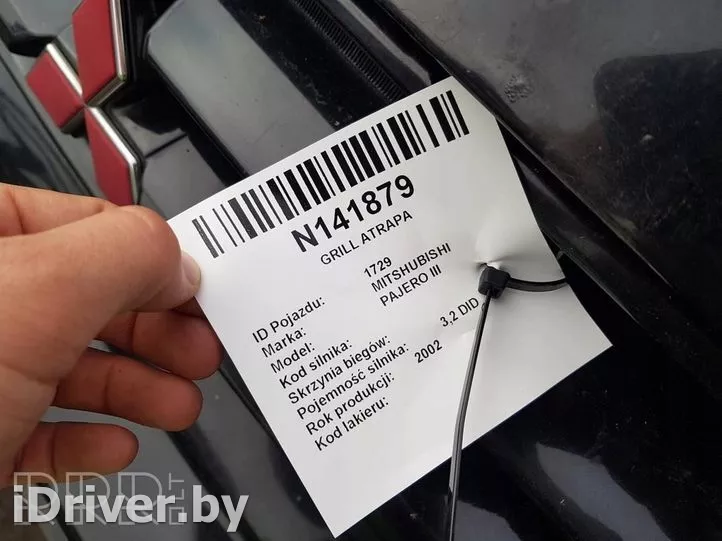 N141879
GRILL ATRAPA
ID Pojazdu: 1729
Marka: MITSHUBISHI
Model: PAJERO III
Kod silnika:
Skrzynia biegów:
Pojemność silnika: 3,2 DID
Rok produkcji: 2002
Kod lakieru:
iDriver.by